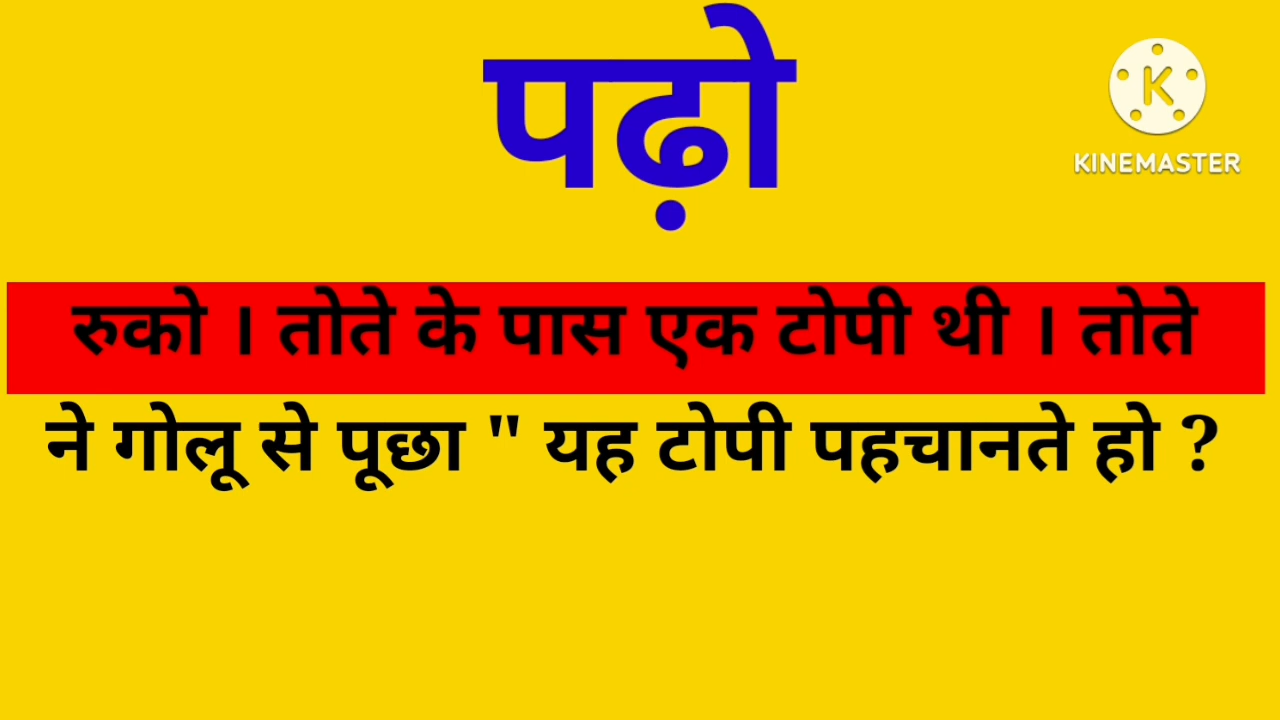 पढ़ो
KINEMASTER
रुको । तोते के पास एक टोपी थी । तोते
ने गोलू से पूछा " यह टोपी पहचानते हो ?